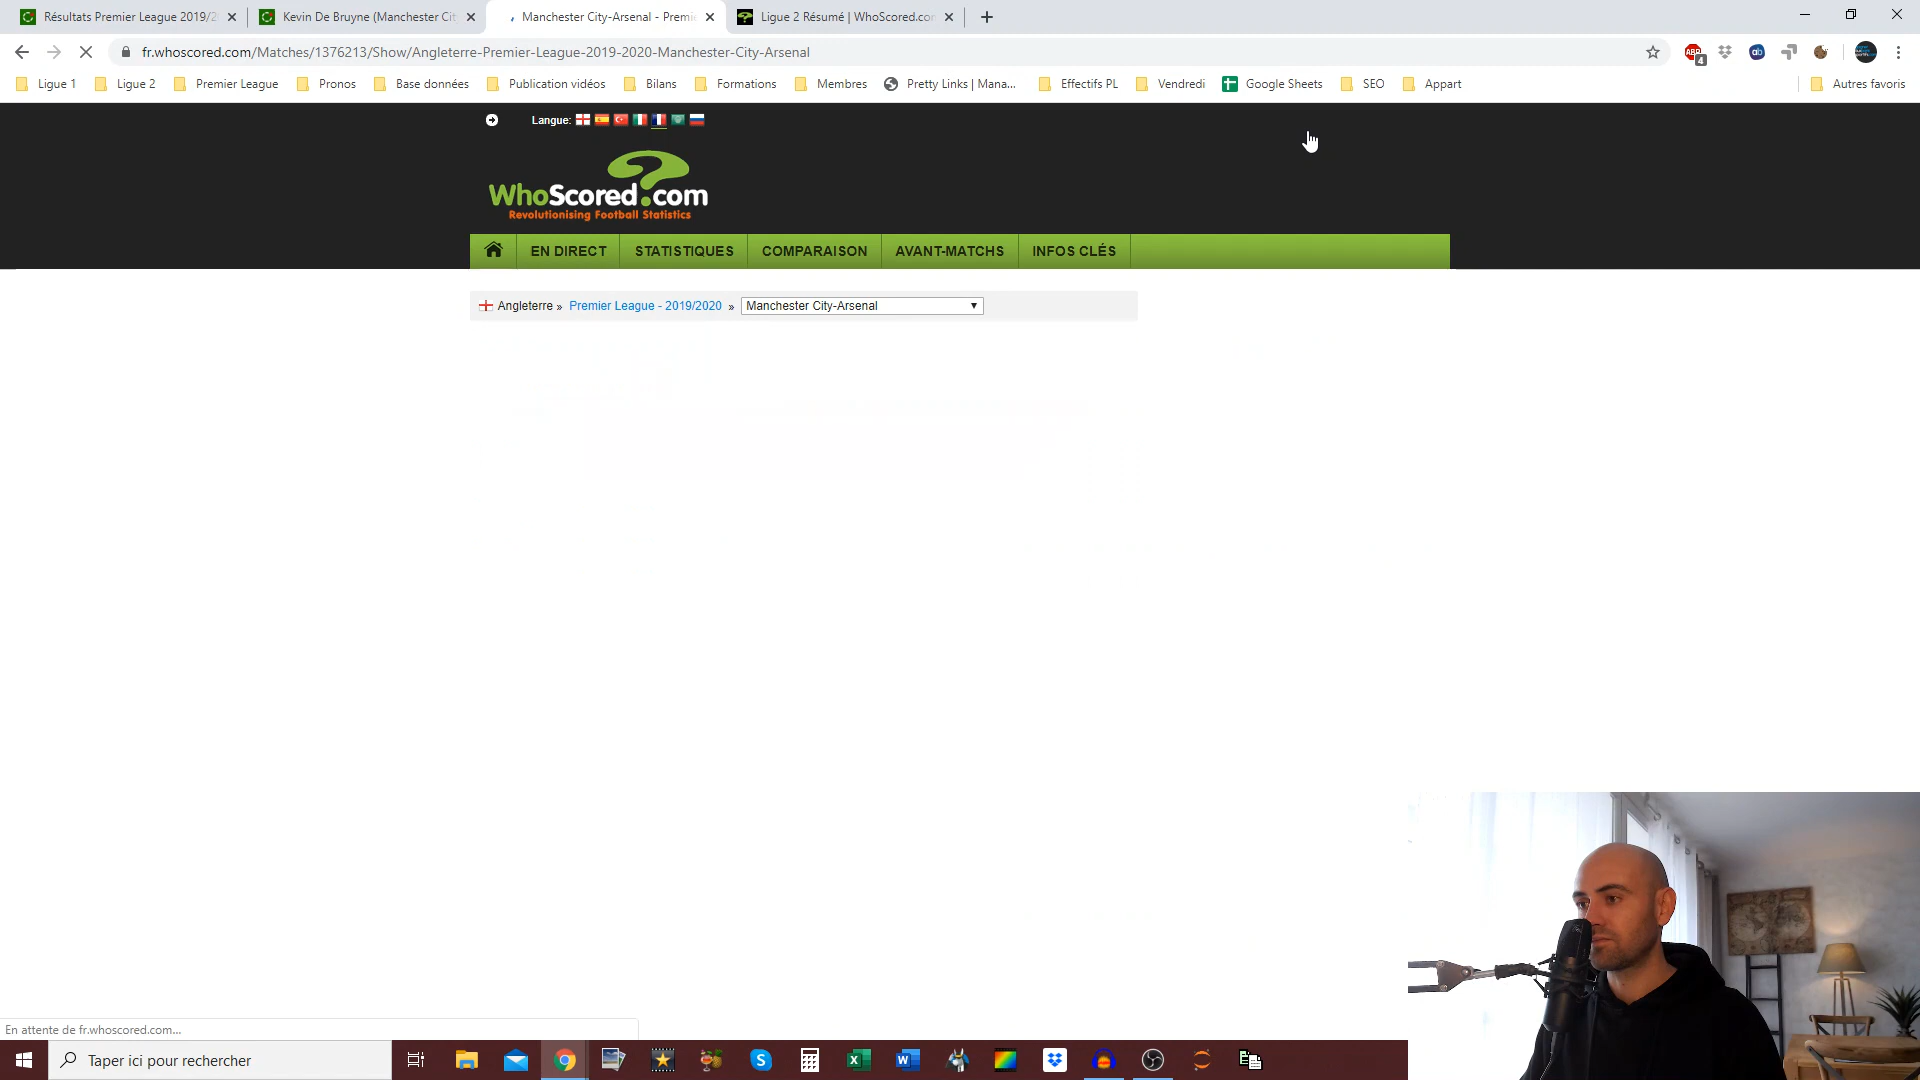 Résultats Premier League 2019/2
Kevin De Bruyne (Manchester Cit
Manchester City-Arsenal - Premi
Ligue 2 Résumé | WhoScored.co
fr.whoscored.com/Matches/1376213/Show/Angleterre-Premier-League-2019-2020-Manchester-City-Arsenal
ABP
4
ab
Ligue 1
Ligue 2
Premier League
Pronos
Base données
Publication vidéos
Bilans
Formations
Membres
Pretty Links | Mana...
Effectifs PL
Vendredi
Google Sheets
SEO
Appart
Autres favoris
Langue:
WhoScored.com
Revolutionising Football Statistics
EN DIRECT
STATISTIQUES
COMPARAISON
AVANT-MATCHS
INFOS CLÉS
Angleterre » Premier League - 2019/2020 » Manchester City-Arsenal
En attente de fr.whoscored.com...
Taper ici pour rechercher